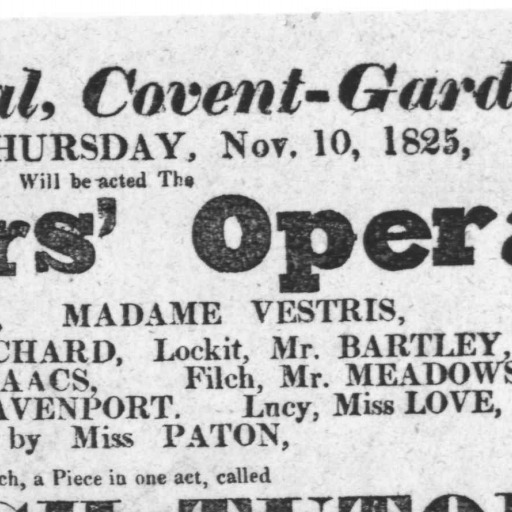 al, Covent-Gard
HURSDAY, Nov. 10, 1825,
Will be acted The
rs' Opera
MADAME VESTRIS,
CHARD, Lockit, Mr. BARTLEY,
AACS, Filch, Mr. MEADOWS
AVENPORT. Lucy, Miss LOVE,
by Miss PATON,
ch, a Piece in one act, called